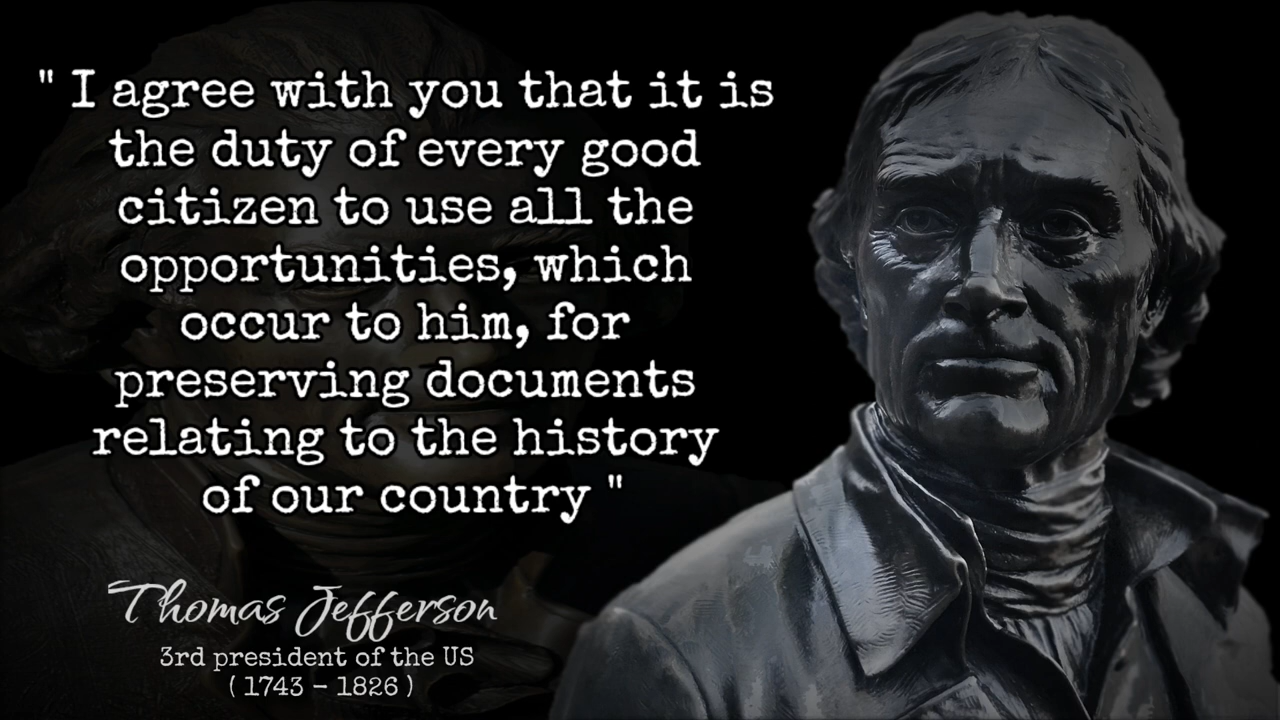 " I agree with you that it is
the duty of every good
citizen to use all the
opportunities, which
occur to him, for
preserving documents
relating to the history
of our country "
Thomas Jefferson
3rd president of the US
( 1743 - 1826 )